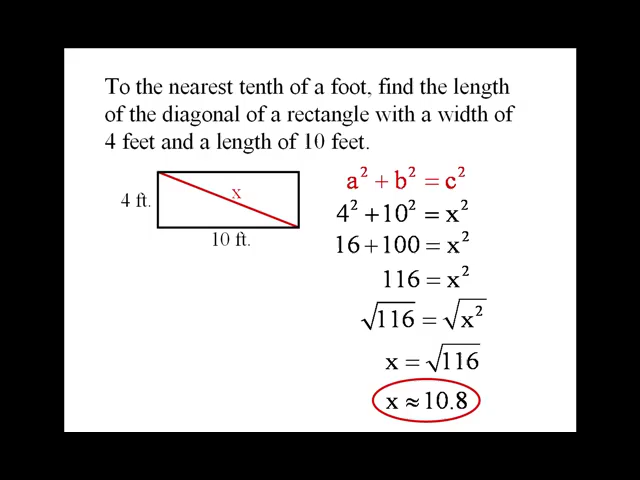 To the nearest tenth of a foot, find the length
of the diagonal of a rectangle with a width of
4 feet and a length of 10 feet.
4 ft.
x
10 ft.
a² + b² = c²
4² + 10² = x²
16 + 100 = x²
116 = x²
√116 = √x²
x = √116
x ≈ 10.8